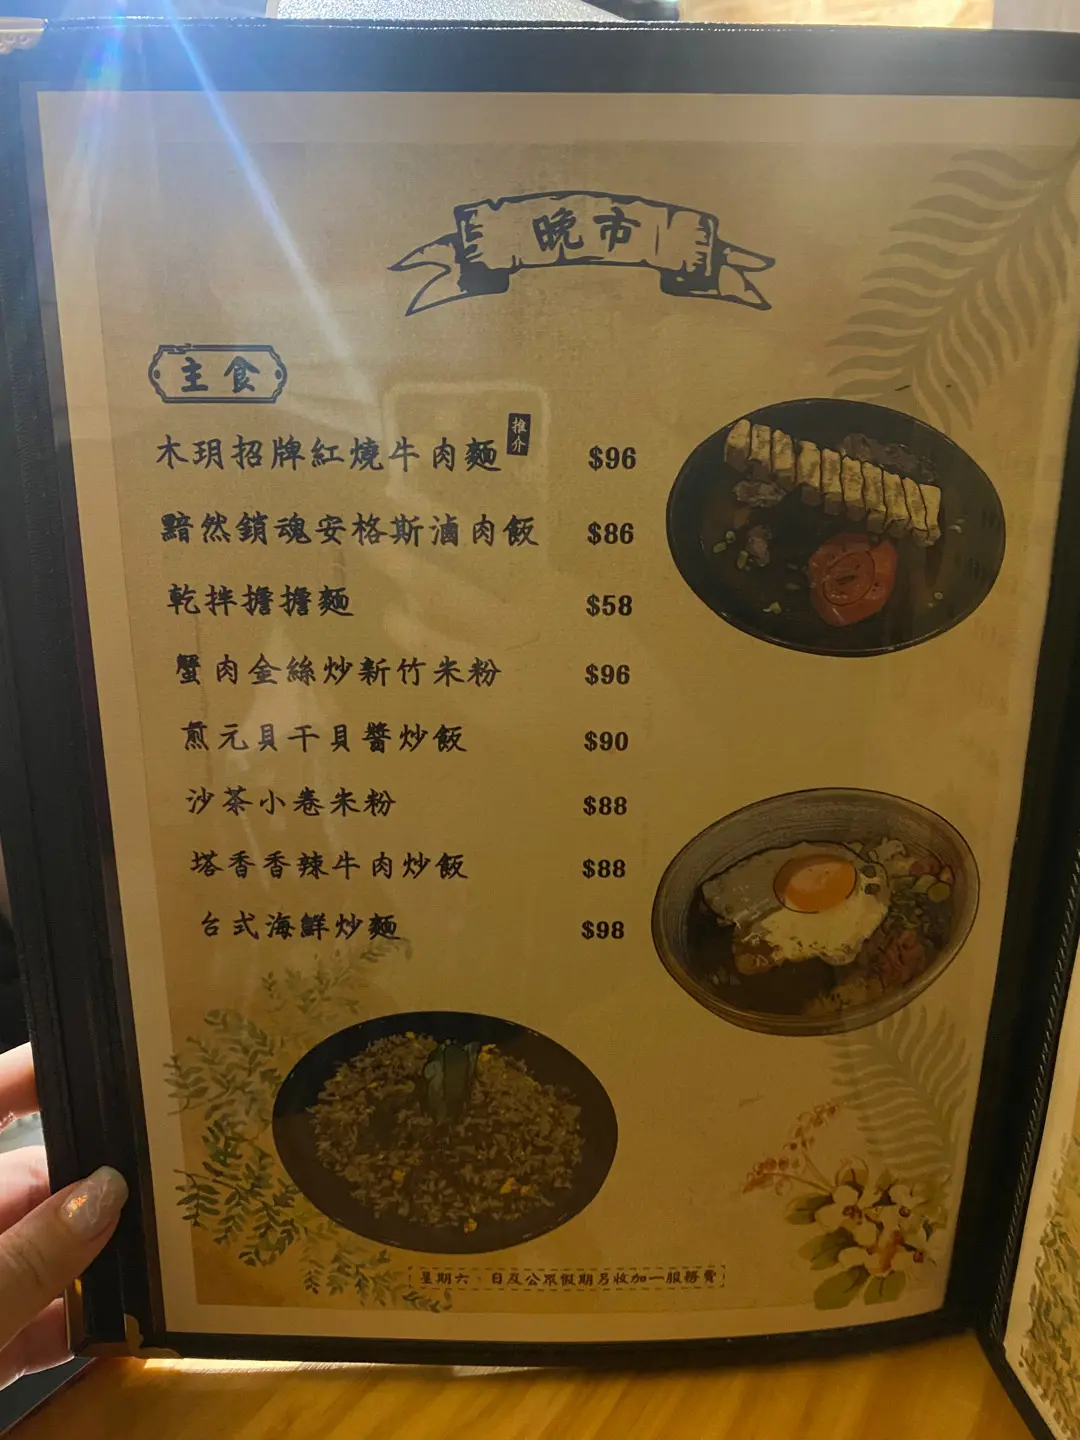 晚市
主食
木玥招牌紅燒牛肉麵 推介 $96
黯然銷魂安格斯滷肉飯 $86
乾拌擔擔麵 $58
蟹肉金絲炒新竹米粉 $96
煎元貝干貝醬炒飯 $90
沙茶小卷米粉 $88
塔香香辣牛肉炒飯 $88
台式海鮮炒麵 $98
星期六、日及公眾假期另收加一服務費